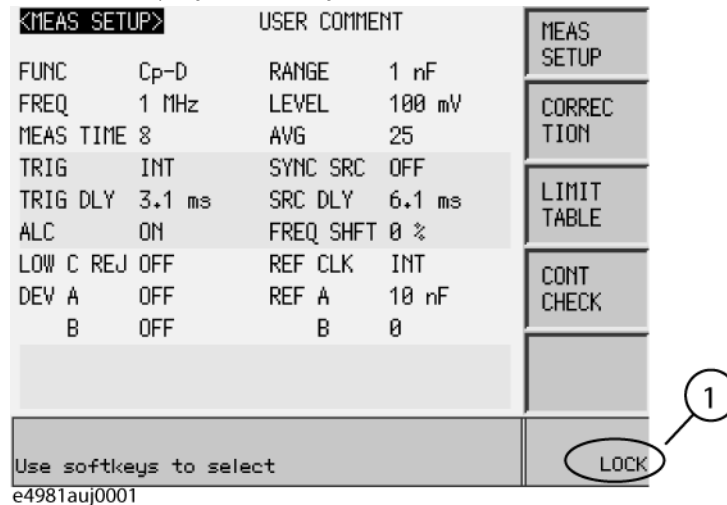 <MEAS SETUP> USER COMMENT
FUNC Cp-D RANGE 1 nF
FREQ 1 MHz LEVEL 100 mV
MEAS TIME 8 AVG 25
TRIG INT SYNC SRC OFF
TRIG DLY 3.1 ms SRC DLY 6.1 ms
ALC ON FREQ SHFT 0 %
LOW C REJ OFF REF CLK INT
DEV A OFF REF A 10 nF
B OFF B 0
MEAS
SETUP
CORREC
TION
LIMIT
TABLE
CONT
CHECK
1
Use softkeys to select LOCK
e4981auj0001